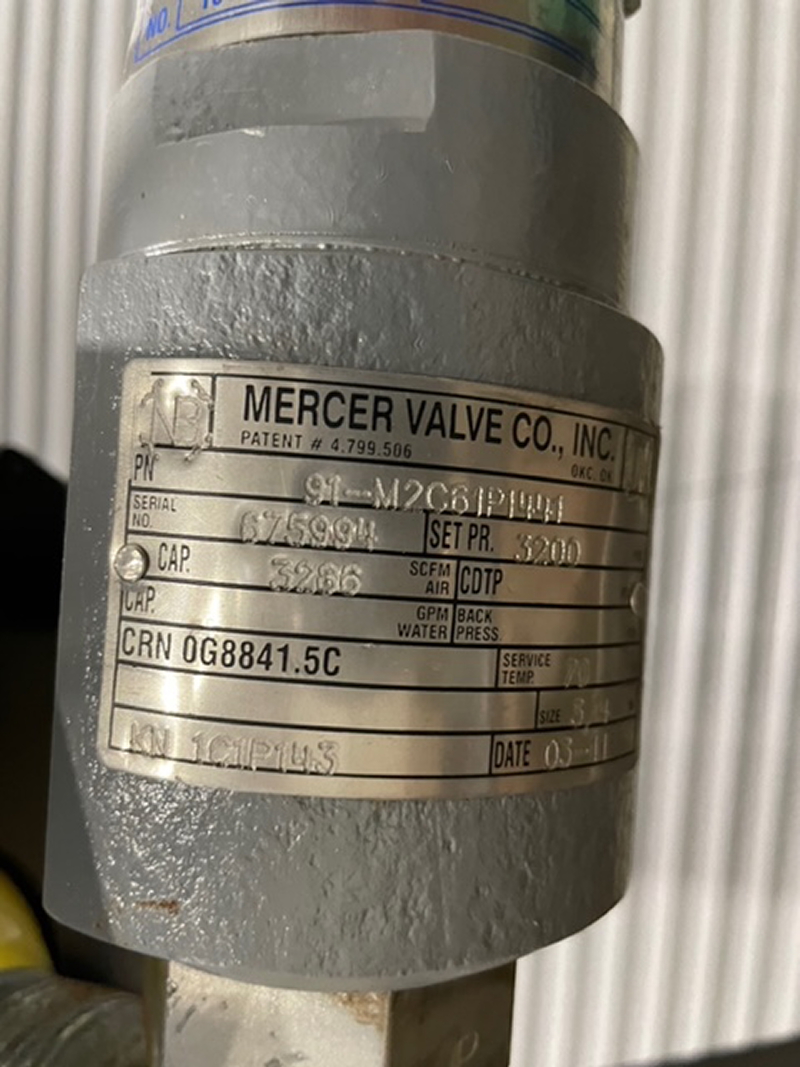 NO.
NB
MERCER VALVE CO., INC.
PATENT # 4.799.506
OKC. OK
PN 91-M2C61P1444
SERIAL NO. 675994 SET PR. 3200
CAP. 3266 SCFM AIR CDTP
CAP. GPM WATER BACK PRESS.
CRN 0G8841.5C SERVICE TEMP.
SIZE
KN 1C1P143 DATE 03-11